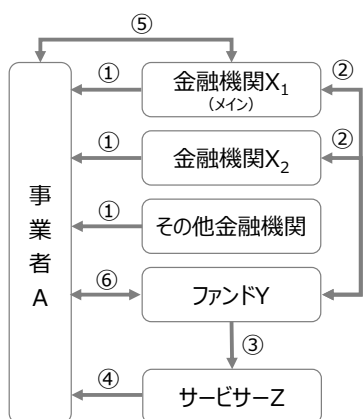 ⑤
事業者A
① 金融機関X₁ ②
(メイン)
① 金融機関X₂ ②
① その他金融機関
⑥ ファンドY
③
④ サービサーZ